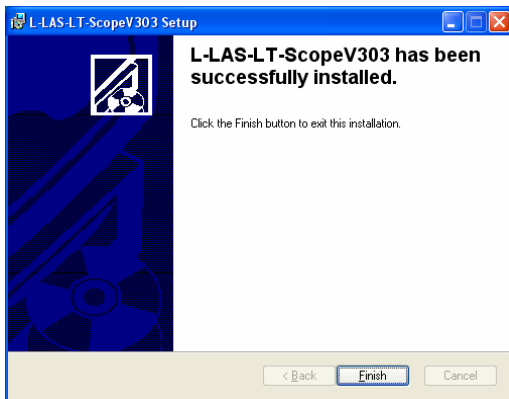 L-LAS-LT-ScopeV303 Setup
L-LAS-LT-ScopeV303 has been
successfully installed.
Click the Finish button to exit this installation.
< Back
Finish
Cancel